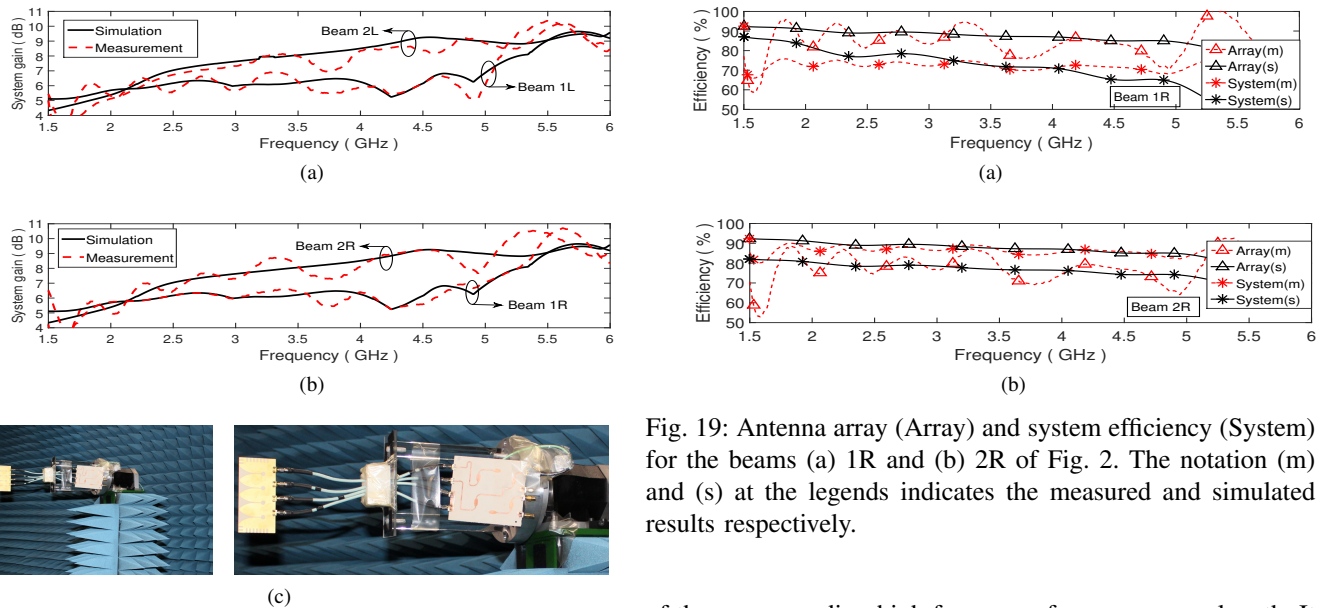 11
10
9
8
7
6
5
4
System gain ( dB )
Simulation
Measurement
Beam 2L
Beam 1L
1.5 2 2.5 3 3.5 4 4.5 5 5.5 6
Frequency ( GHz )
(a)
11
10
9
8
7
6
5
4
System gain ( dB )
Simulation
Measurement
Beam 2R
Beam 1R
1.5 2 2.5 3 3.5 4 4.5 5 5.5 6
Frequency ( GHz )
(b)
(c)
100
90
80
70
60
50
Efficiency ( % )
Array(m)
Array(s)
System(m)
System(s)
Beam 1R
1.5 2 2.5 3 3.5 4 4.5 5 5.5 6
Frequency ( GHz )
(a)
100
90
80
70
60
50
Efficiency ( % )
Array(m)
Array(s)
System(m)
System(s)
Beam 2R
1.5 2 2.5 3 3.5 4 4.5 5 5.5 6
Frequency ( GHz )
(b)
Fig. 19: Antenna array (Array) and system efficiency (System)
for the beams (a) 1R and (b) 2R of Fig. 2. The notation (m)
and (s) at the legends indicates the measured and simulated
results respectively.